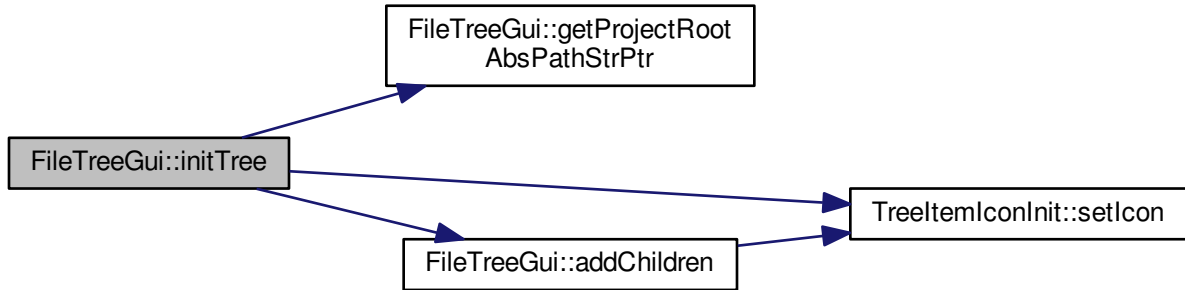 FileTreeGui::getProjectRoot
AbsPathStrPtr
FileTreeGui::initTree
TreeItemIconInit::setIcon
FileTreeGui::addChildren